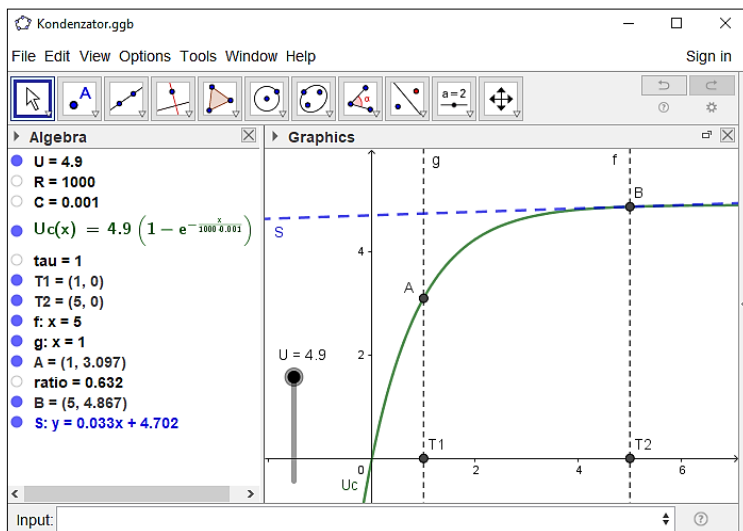 Kondenzator.ggb
File Edit View Options Tools Window Help Sign in
A
α
a=2
Algebra
Graphics
U = 4.9
R = 1000
C = 0.001
Uc(x) = 4.9 (1 − e^(−x/(1000·0.001)))
tau = 1
T1 = (1, 0)
T2 = (5, 0)
f: x = 5
g: x = 1
A = (1, 3.097)
ratio = 0.632
B = (5, 4.867)
S: y = 0.033x + 4.702
g f
B
S
4
A
2
U = 4.9
T1 T2
0 2 4 6
Uc
Input: